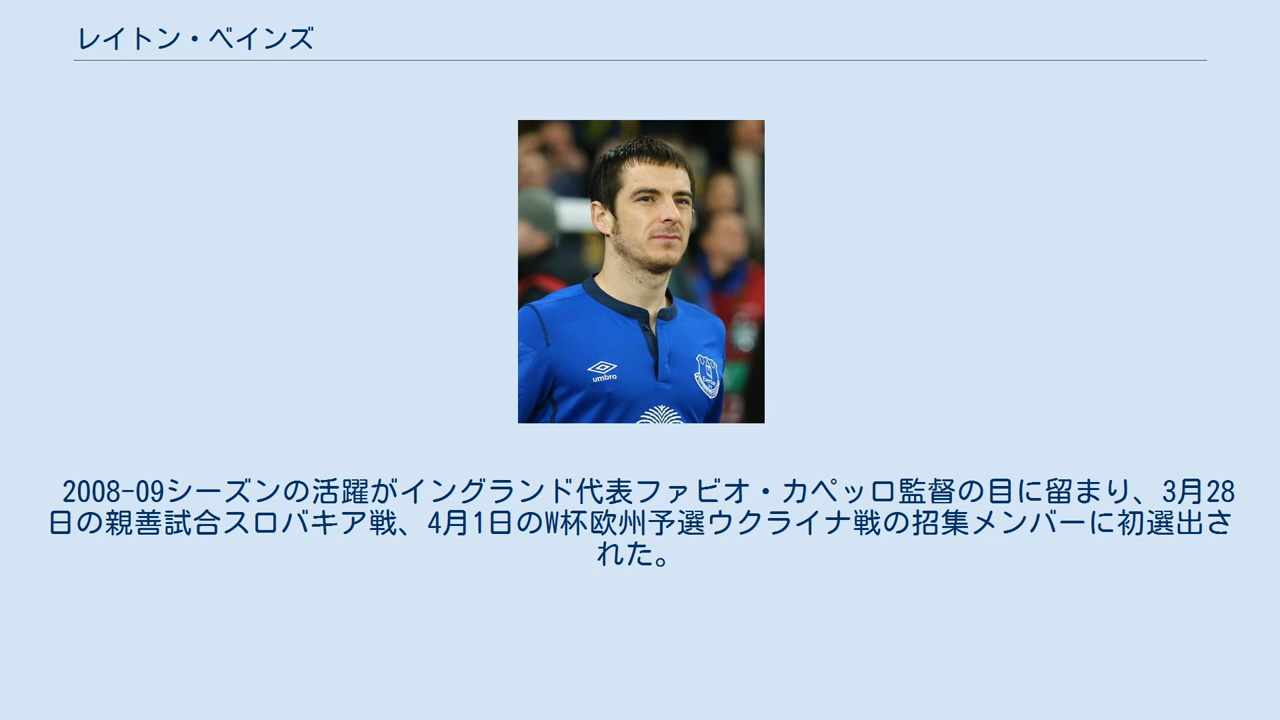 レイトン・ベインズ
umbro
Everton
2008-09シーズンの活躍がイングランド代表ファビオ・カペッロ監督の目に留まり、3月28
日の親善試合スロバキア戦、4月1日のW杯欧州予選ウクライナ戦の招集メンバーに初選出さ
れた。